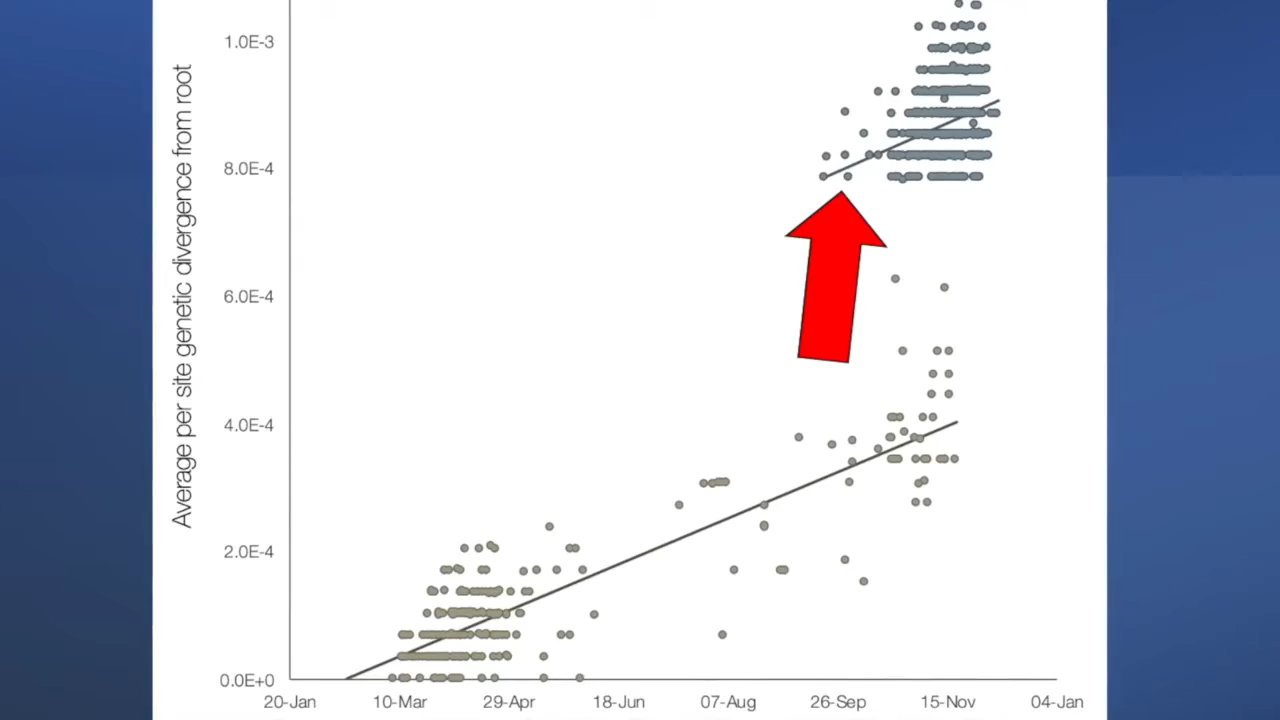 Average per site genetic divergence from root
1.0E-3
8.0E-4
6.0E-4
4.0E-4
2.0E-4
0.0E+0
20-Jan 10-Mar 29-Apr 18-Jun 07-Aug 26-Sep 15-Nov 04-Jan